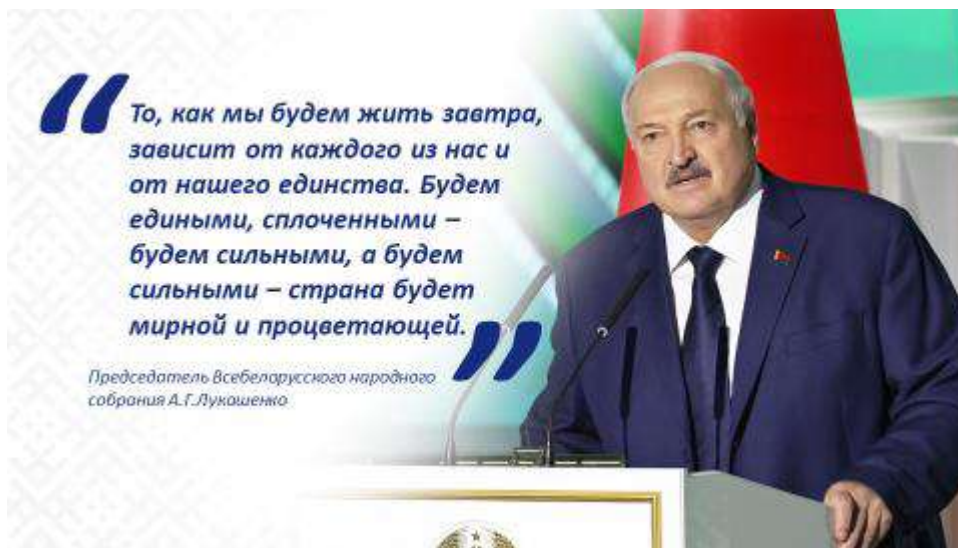 То, как мы будем жить завтра,
зависит от каждого из нас и
от нашего единства. Будем
едиными, сплоченными –
будем сильными, а будем
сильными – страна будет
мирной и процветающей.
Председатель Всебелорусского народного
собрания А.Г.Лукашенко